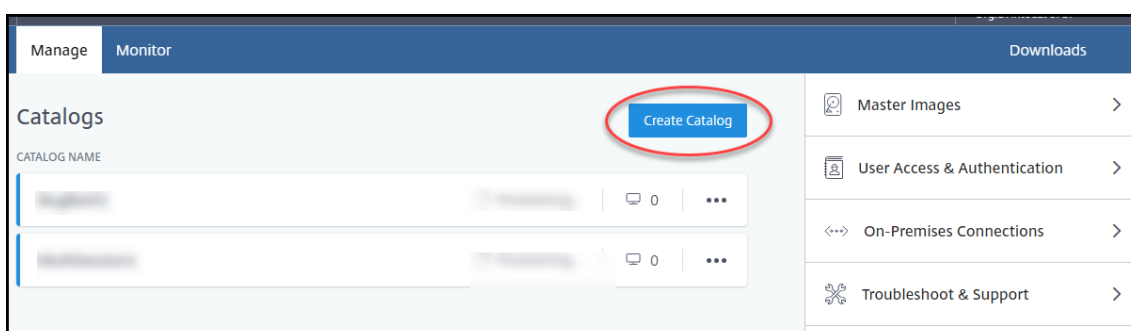 Manage Monitor Downloads
Catalogs
Create Catalog
CATALOG NAME
0
0
Master Images
User Access & Authentication
On-Premises Connections
Troubleshoot & Support